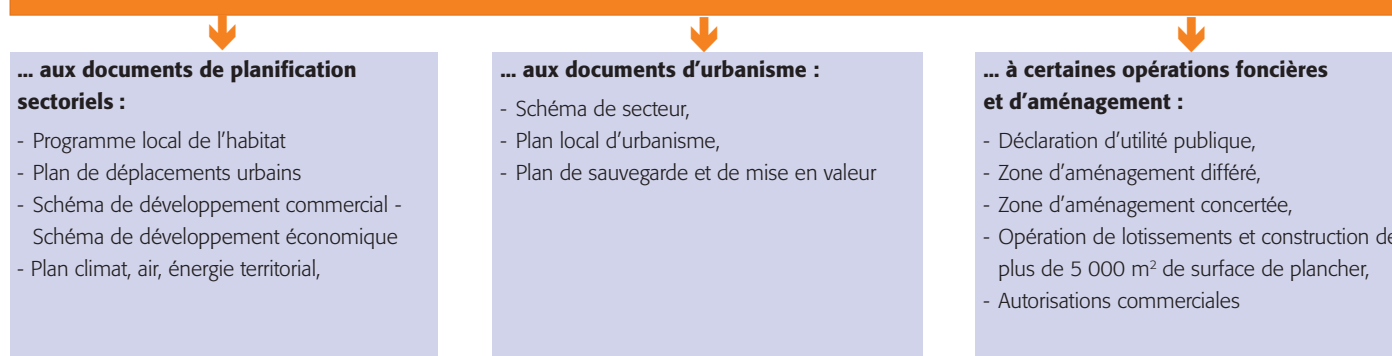 ... aux documents de planification
sectoriels :
- Programme local de l’habitat
- Plan de déplacements urbains
- Schéma de développement commercial -
Schéma de développement économique
- Plan climat, air, énergie territorial,
... aux documents d’urbanisme :
- Schéma de secteur,
- Plan local d’urbanisme,
- Plan de sauvegarde et de mise en valeur
... à certaines opérations foncières
et d’aménagement :
- Déclaration d’utilité publique,
- Zone d’aménagement différé,
- Zone d’aménagement concertée,
- Opération de lotissements et construction de
plus de 5 000 m² de surface de plancher,
- Autorisations commerciales